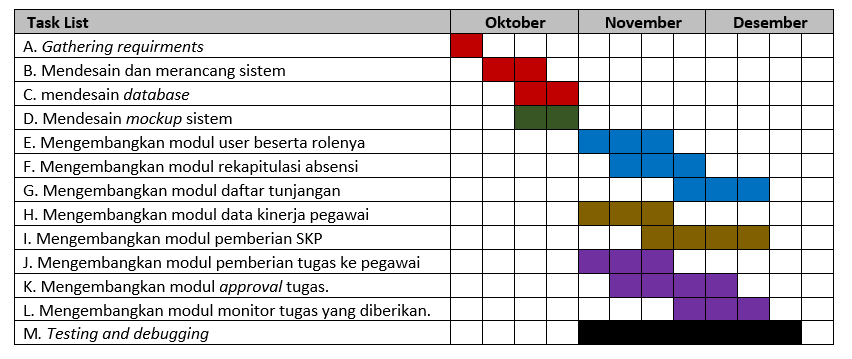 Task List Oktober November Desember
A. Gathering requirments
B. Mendesain dan merancang sistem
C. mendesain database
D. Mendesain mockup sistem
E. Mengembangkan modul user beserta rolenya
F. Mengembangkan modul rekapitulasi absensi
G. Mengembangkan modul daftar tunjangan
H. Mengembangkan modul data kinerja pegawai
I. Mengembangkan modul pemberian SKP
J. Mengembangkan modul pemberian tugas ke pegawai
K. Mengembangkan modul approval tugas.
L. Mengembangkan modul monitor tugas yang diberikan.
M. Testing and debugging